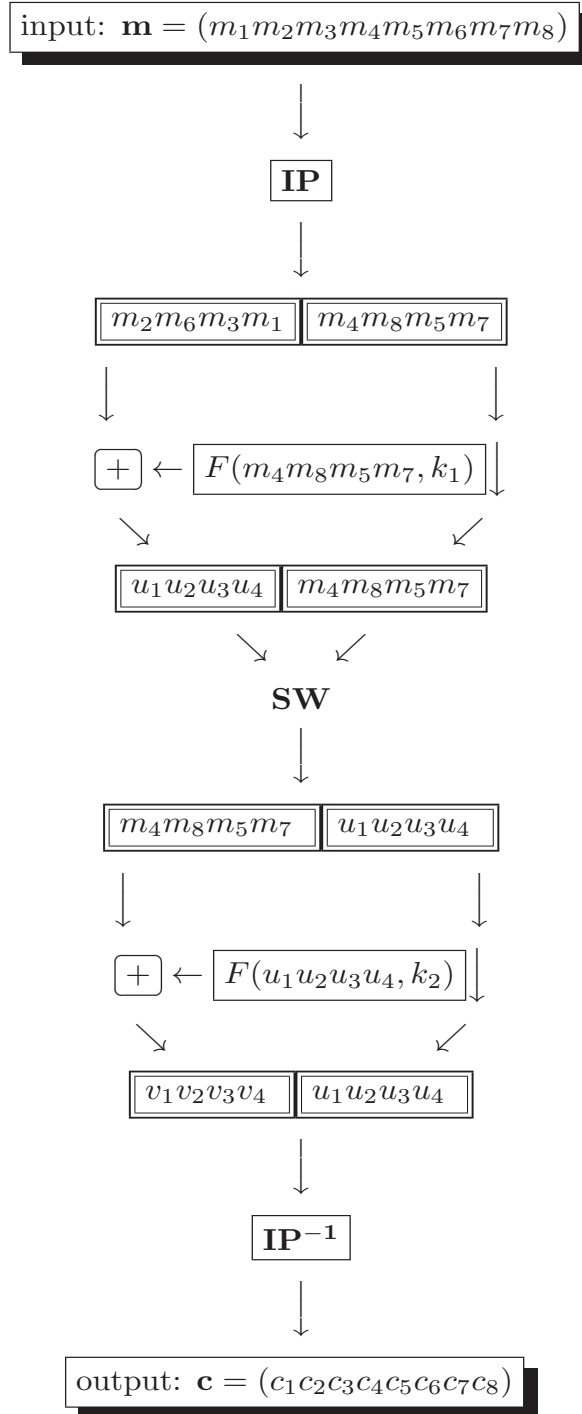 input: m = (m₁m₂m₃m₄m₅m₆m₇m₈)
IP
m₂m₆m₃m₁ m₄m₈m₅m₇
+ ← F(m₄m₈m₅m₇, k₁)
u₁u₂u₃u₄ m₄m₈m₅m₇
SW
m₄m₈m₅m₇ u₁u₂u₃u₄
+ ← F(u₁u₂u₃u₄, k₂)
v₁v₂v₃v₄ u₁u₂u₃u₄
IP⁻¹
output: c = (c₁c₂c₃c₄c₅c₆c₇c₈)